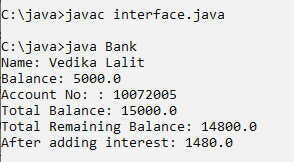 C:\java>javac interface.java
C:\java>java Bank
Name: Vedika Lalit
Balance: 5000.0
Account No: : 10072005
Total Balance: 15000.0
Total Remaining Balance: 14800.0
After adding interest: 1480.0